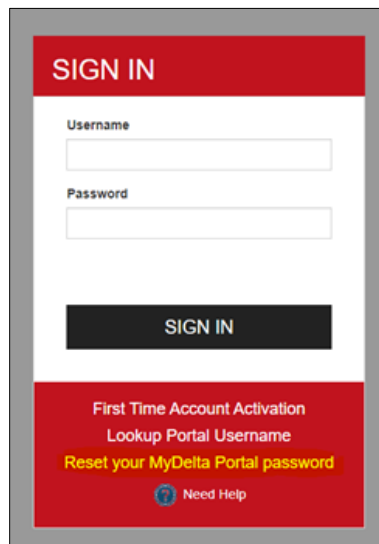 SIGN IN
Username
Password
SIGN IN
First Time Account Activation
Lookup Portal Username
Reset your MyDelta Portal password
Need Help